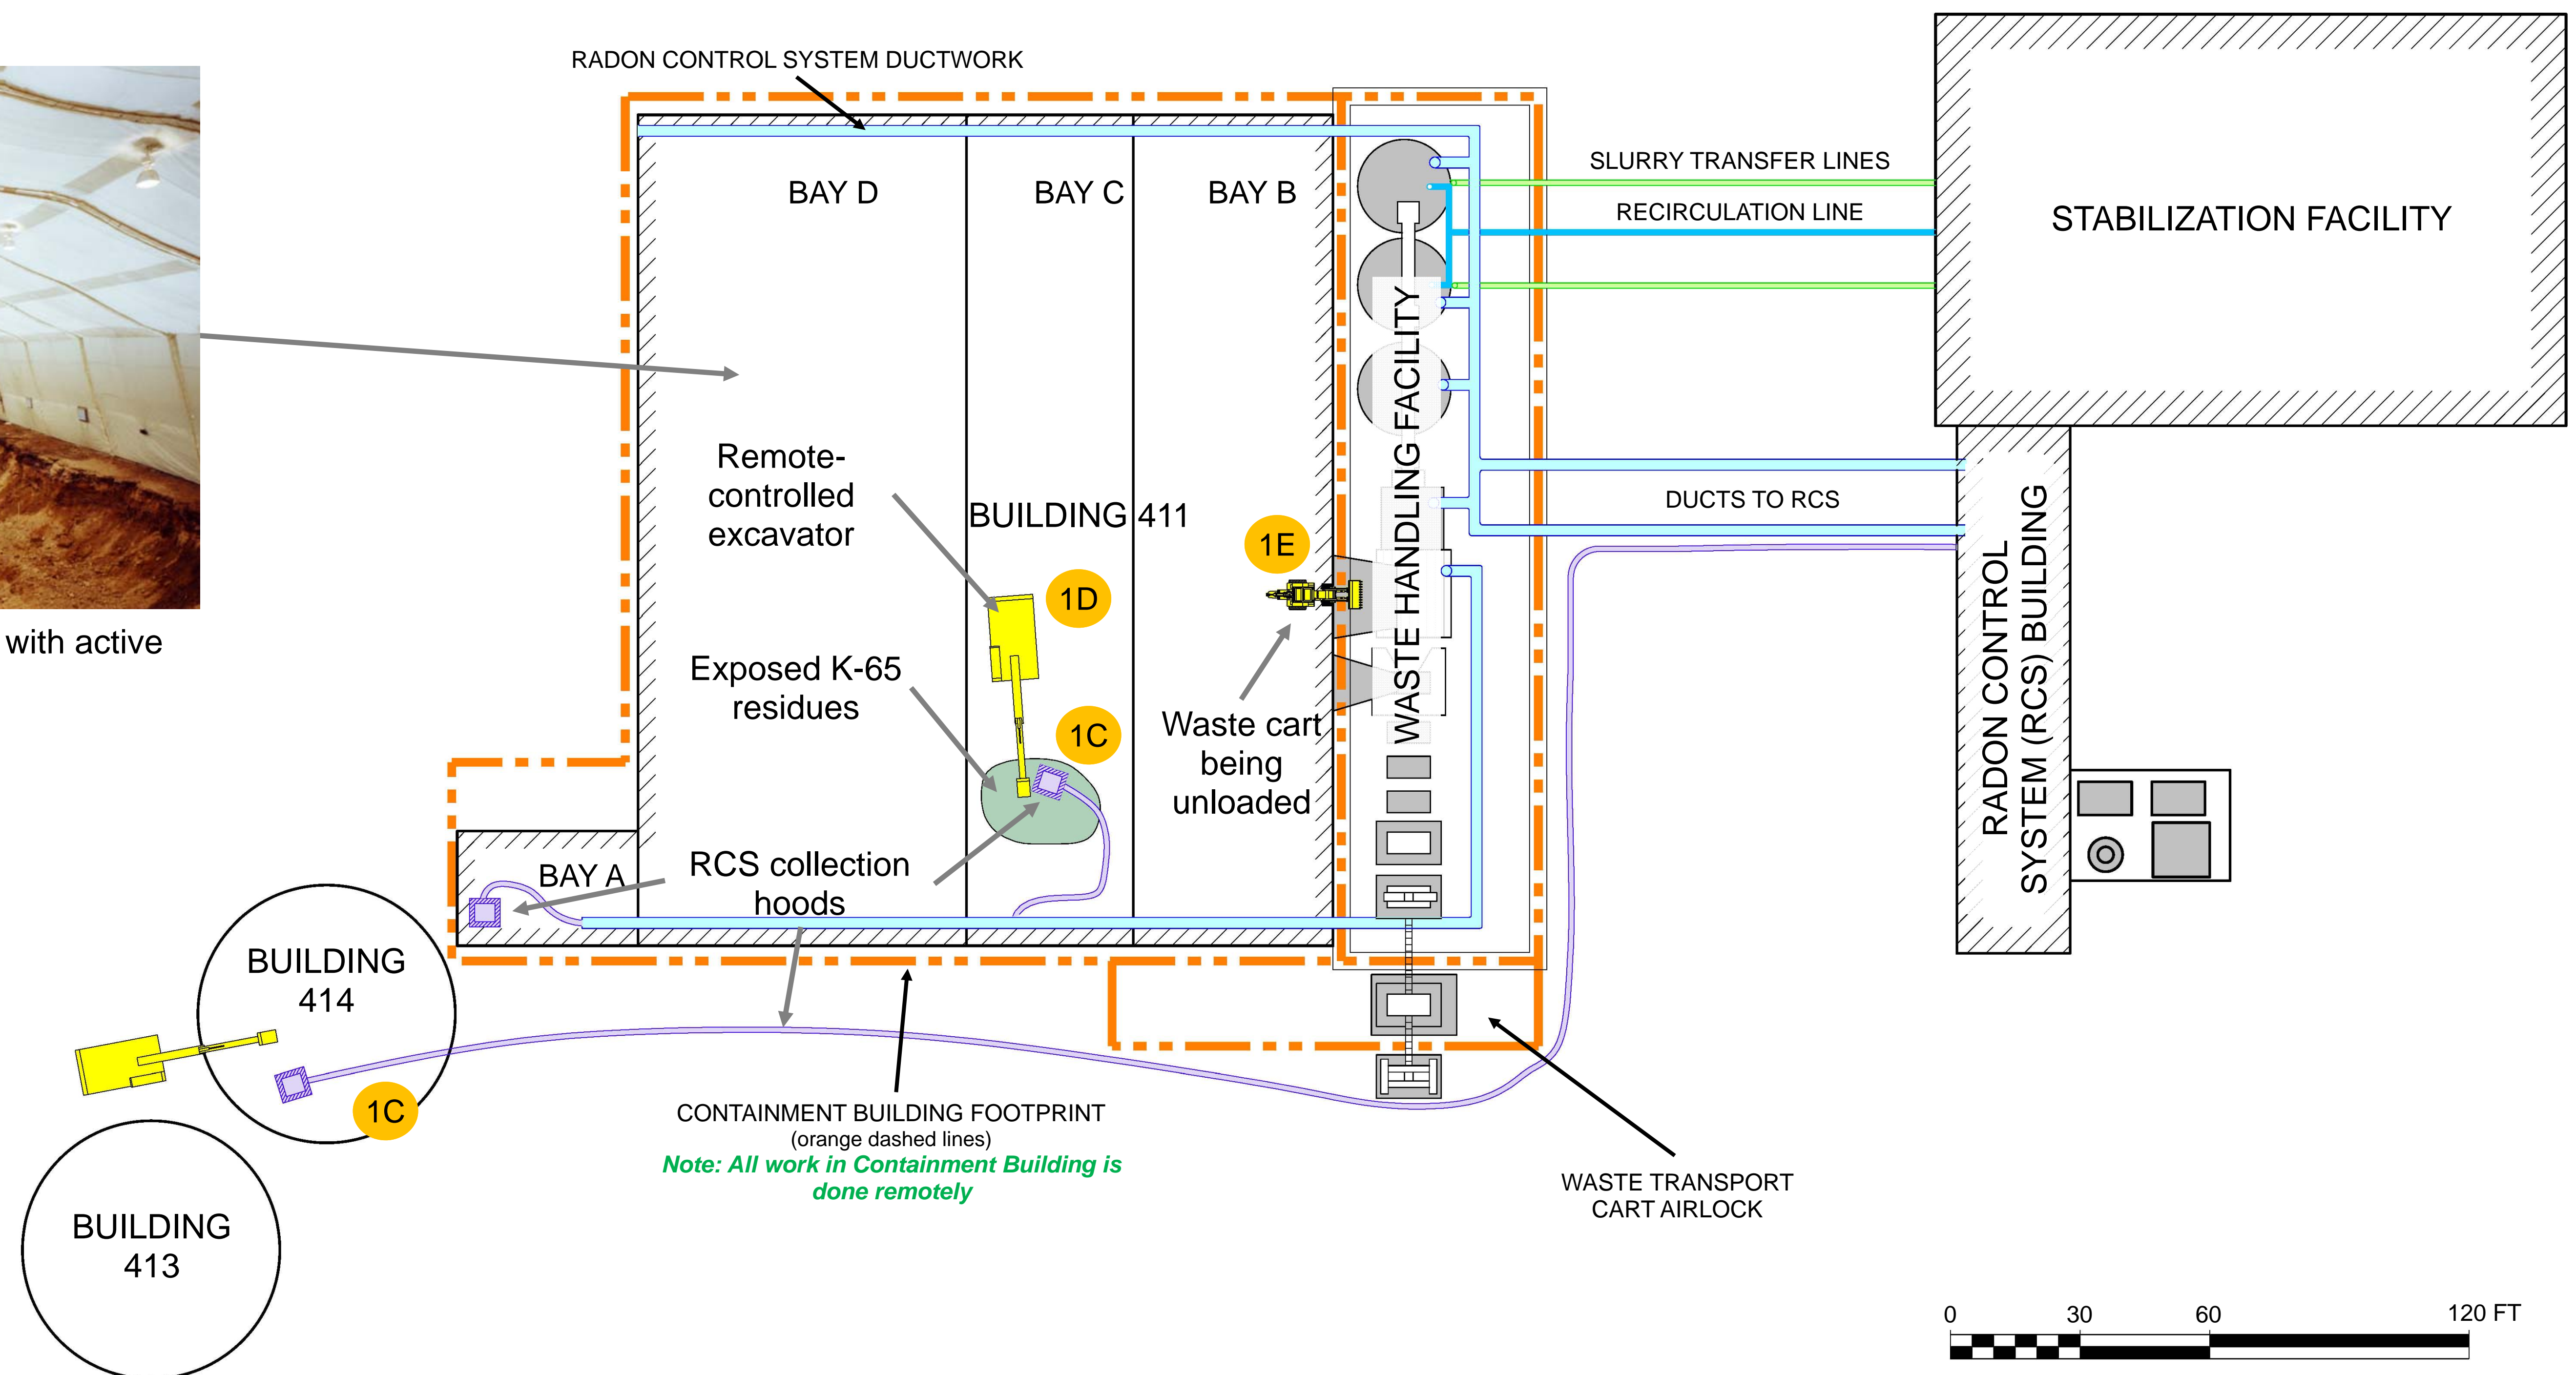 RADON CONTROL SYSTEM DUCTWORK
BAY D
BAY C
BAY B
SLURRY TRANSFER LINES
RECIRCULATION LINE
STABILIZATION FACILITY
WASTE HANDLING FACILITY
Remote-
controlled
excavator
BUILDING 411
DUCTS TO RCS
1E
1D
with active
Exposed K-65
residues
1C
Waste cart
being
unloaded
RADON CONTROL
SYSTEM (RCS) BUILDING
BAY A
RCS collection
hoods
BUILDING
414
1C
CONTAINMENT BUILDING FOOTPRINT
(orange dashed lines)
Note: All work in Containment Building is
done remotely
WASTE TRANSPORT
CART AIRLOCK
BUILDING
413
0 30 60 120 FT